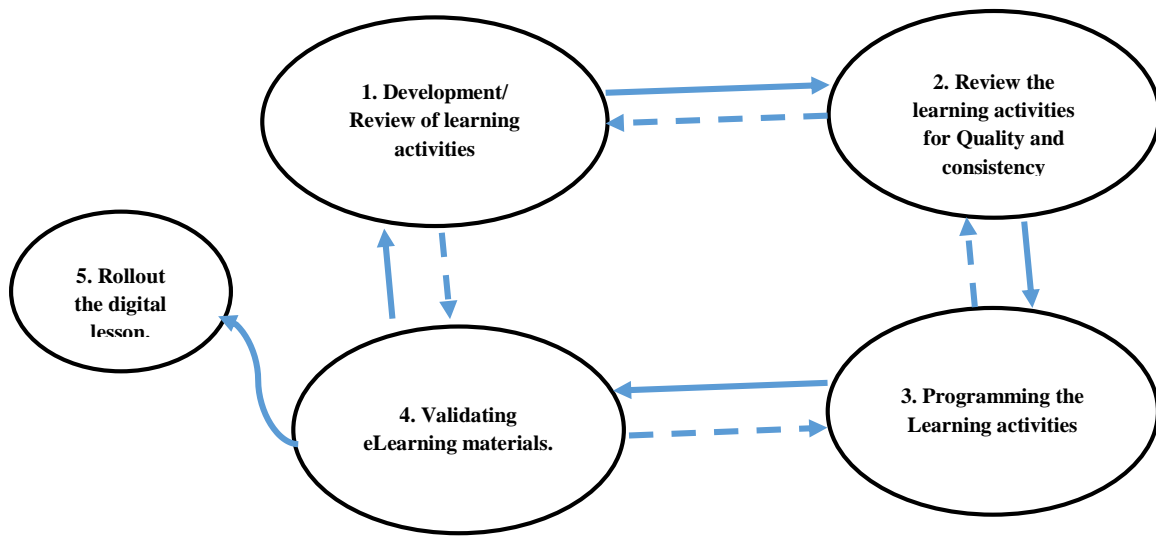 1. Development/
Review of learning
activities
2. Review the
learning activities
for Quality and
consistency
3. Programming the
Learning activities
4. Validating
eLearning materials.
5. Rollout
the digital
lesson.